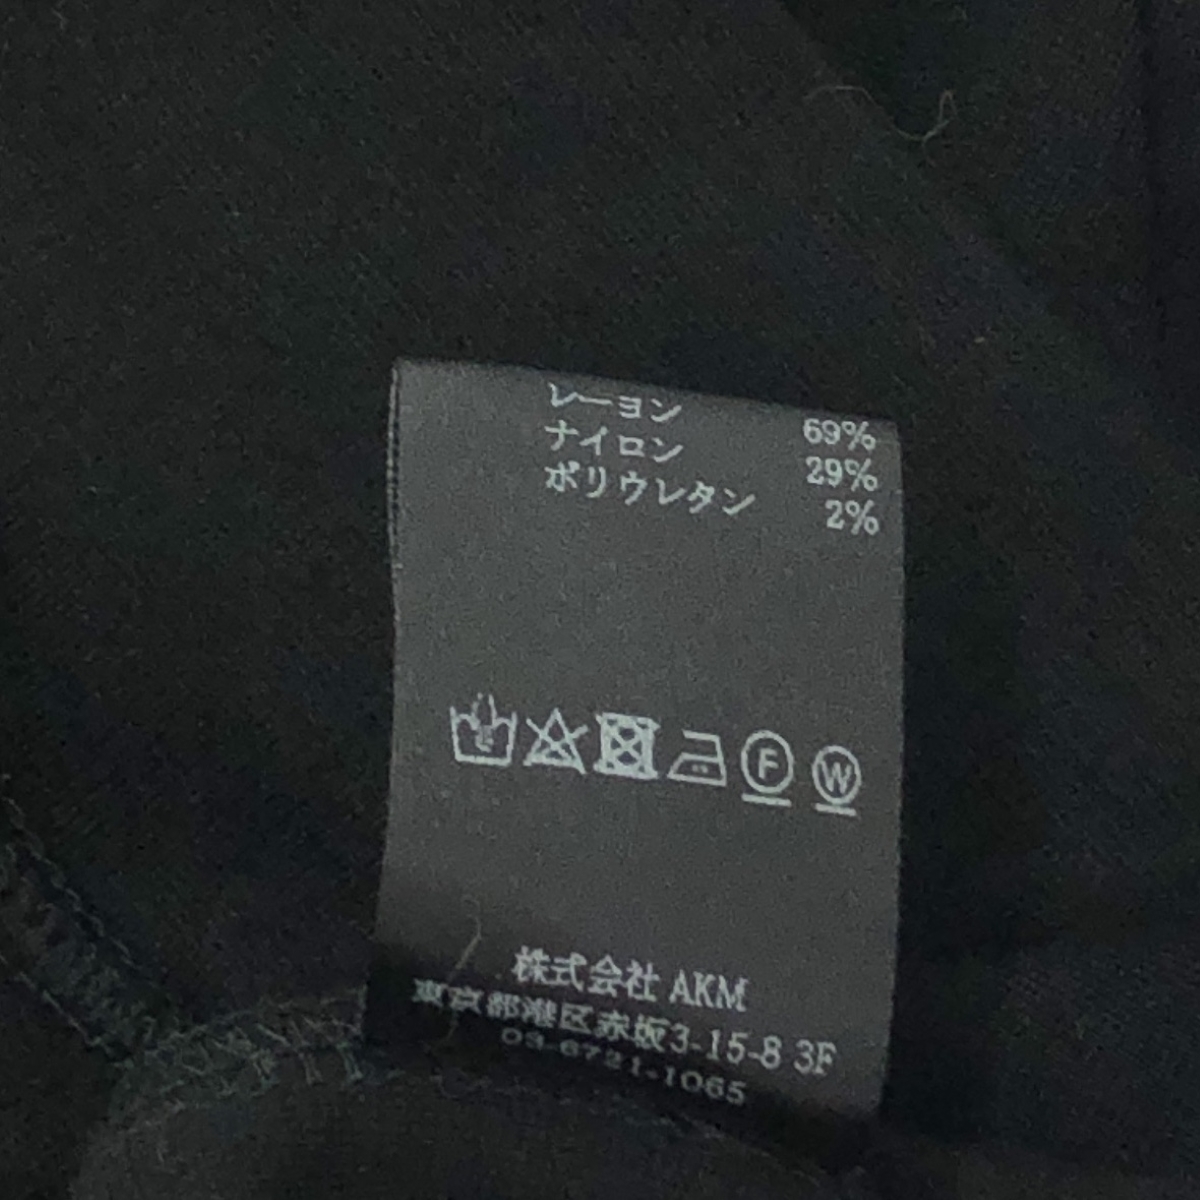 レーヨン 69%
ナイロン 29%
ポリウレタン 2%
F W
株式会社 AKM
東京都港区赤坂3-15-8 3F
03-6721-1065